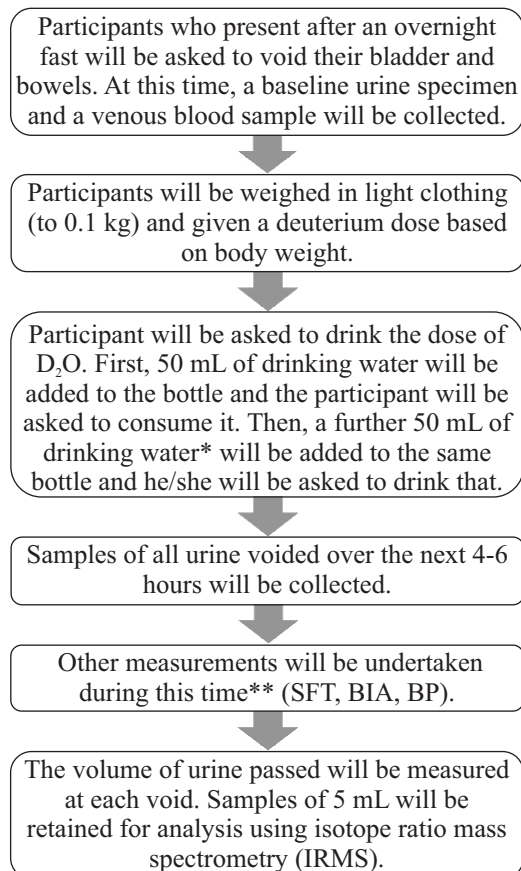 Participants who present after an overnight
fast will be asked to void their bladder and
bowels. At this time, a baseline urine specimen
and a venous blood sample will be collected.
Participants will be weighed in light clothing
(to 0.1 kg) and given a deuterium dose based
on body weight.
Participant will be asked to drink the dose of
D₂O. First, 50 mL of drinking water will be
added to the bottle and the participant will be
asked to consume it. Then, a further 50 mL of
drinking water* will be added to the same
bottle and he/she will be asked to drink that.
Samples of all urine voided over the next 4-6
hours will be collected.
Other measurements will be undertaken
during this time** (SFT, BIA, BP).
The volume of urine passed will be measured
at each void. Samples of 5 mL will be
retained for analysis using isotope ratio mass
spectrometry (IRMS).